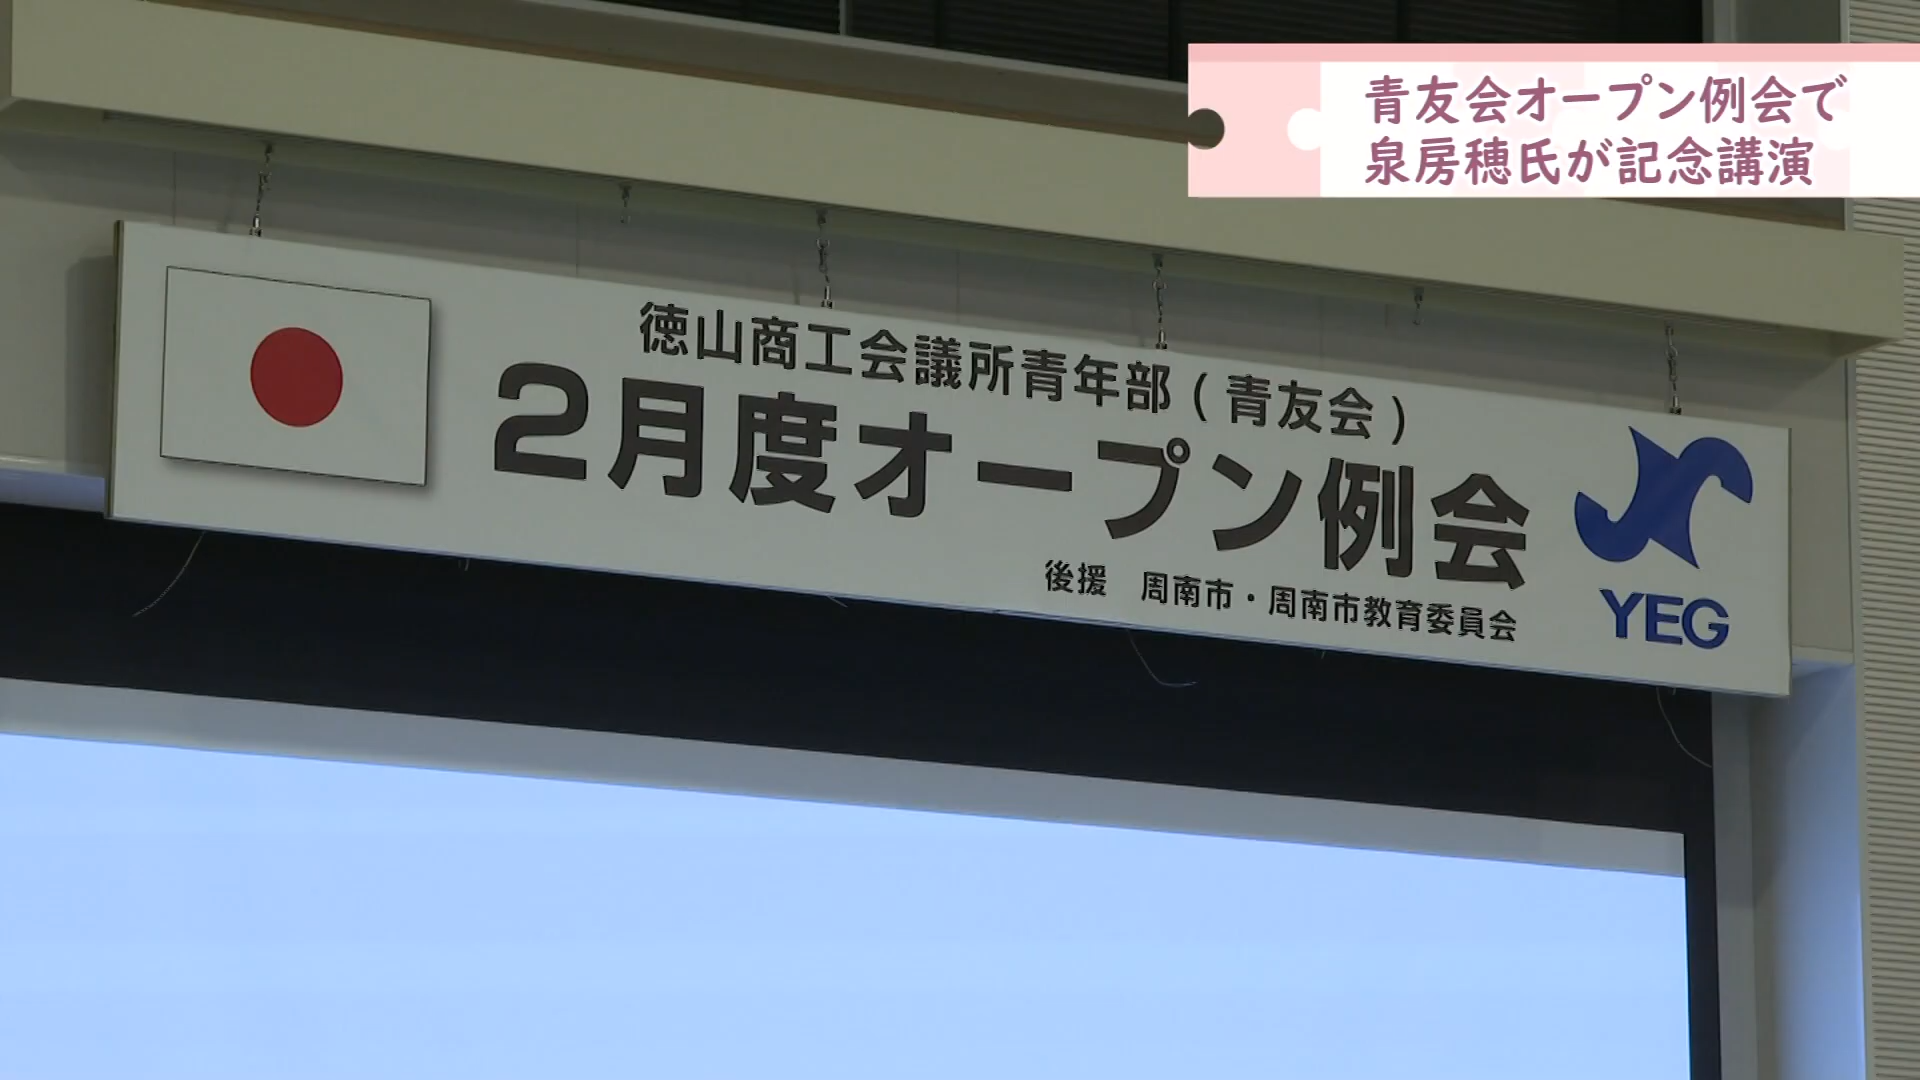 青友会オープン例会で
泉房穂氏が記念講演
徳山商工会議所青年部(青友会)
2月度オープン例会
後援 周南市・周南市教育委員会
YEG